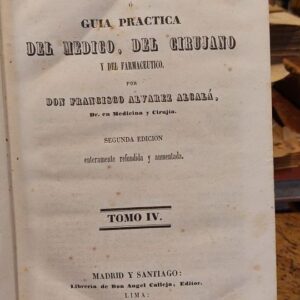 Ó
GUIA PRACTICA
DEL MEDICO, DEL CIRUJANO
Y DEL FARMACEUTICO.
POR
DON FRANCISCO ALVAREZ ALCALÁ,
Dr. en Medicina y Cirujía.
SEGUNDA EDICION
enteramente refundida y aumentada.
TOMO IV.
MADRID Y SANTIAGO:
Librería de Don Angel Calleja, Editor.
LIMA: